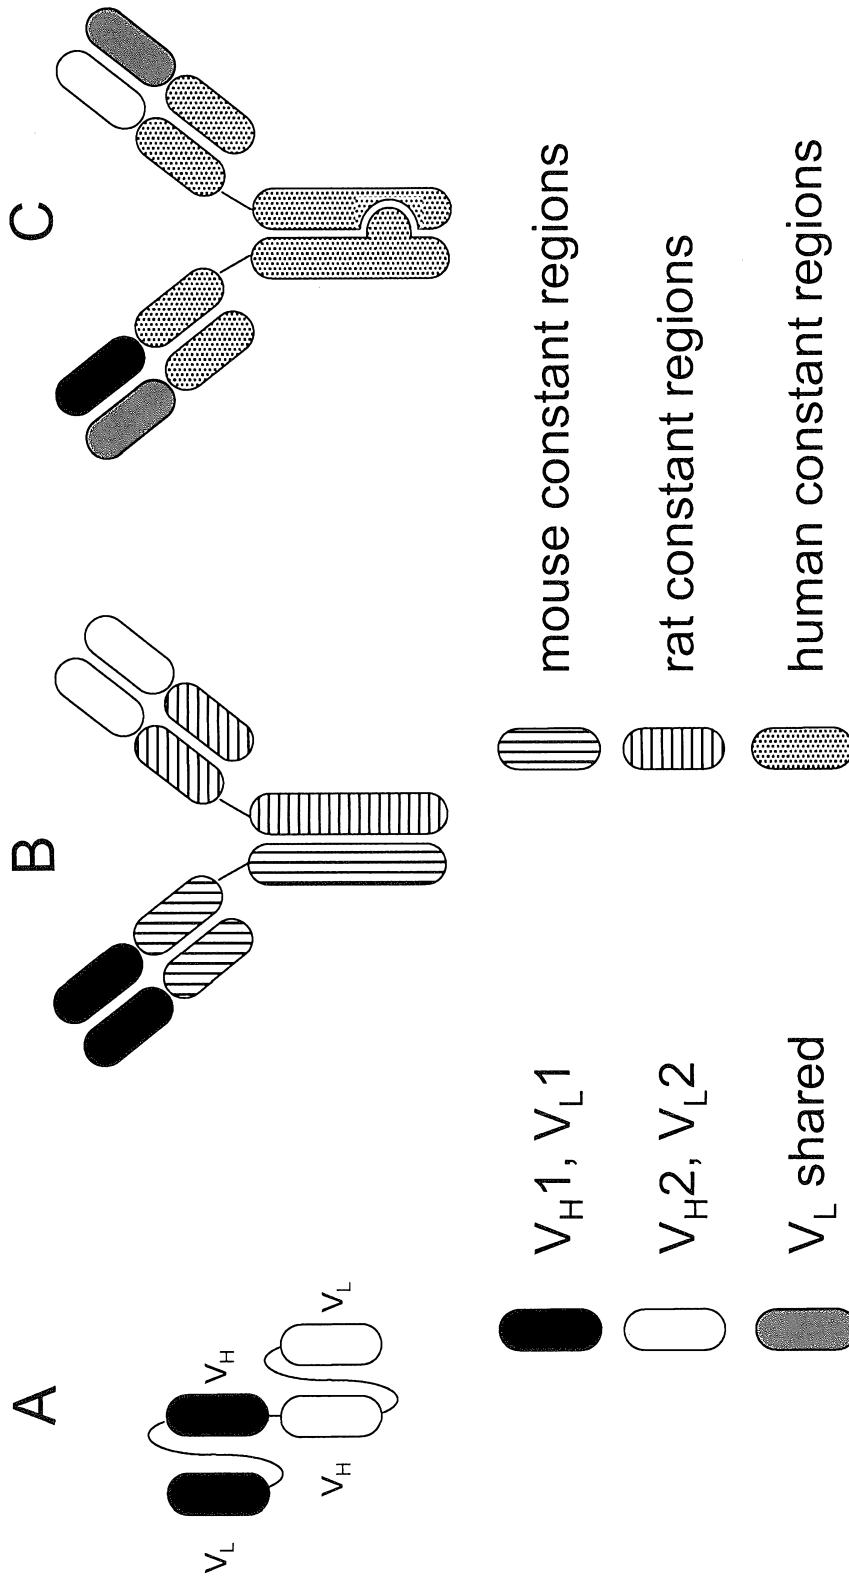 A
B
C
V_L
V_H
V_H
V_L
V_H1, V_L1
V_H2, V_L2
V_L shared
mouse constant regions
rat constant regions
human constant regions